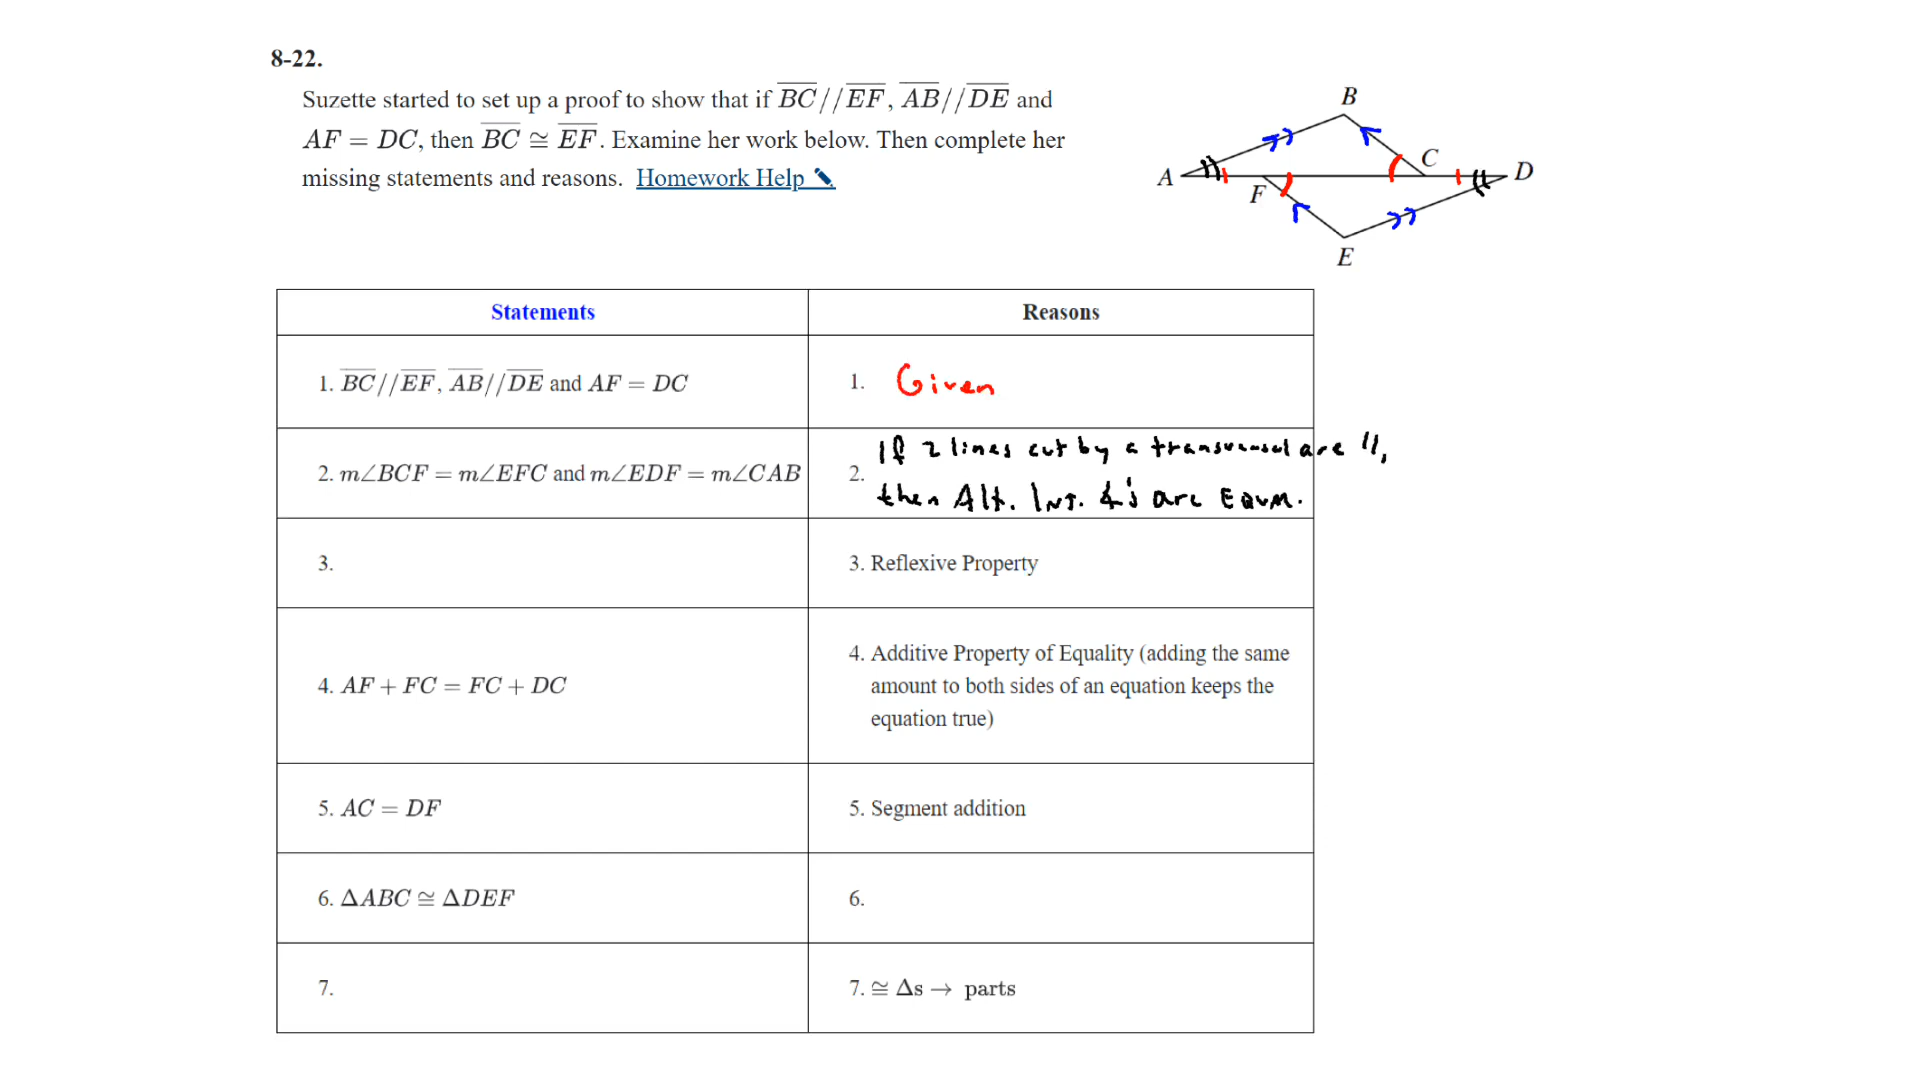 8-22.
Suzette started to set up a proof to show that if BC//EF, AB//DE and
AF = DC, then BC ≅ EF. Examine her work below. Then complete her
missing statements and reasons. Homework Help ✎
B
A
C
D
F
E
Statements
Reasons
1. BC//EF, AB//DE and AF = DC
1. Given
2. m∠BCF = m∠EFC and m∠EDF = m∠CAB
2. If 2 lines cut by a transversal are //,
then Alt. Int. ∠'s are Equal.
3.
3. Reflexive Property
4. AF + FC = FC + DC
4. Additive Property of Equality (adding the same
amount to both sides of an equation keeps the
equation true)
5. AC = DF
5. Segment addition
6. ΔABC ≅ ΔDEF
6.
7.
7. ≅ Δs → parts